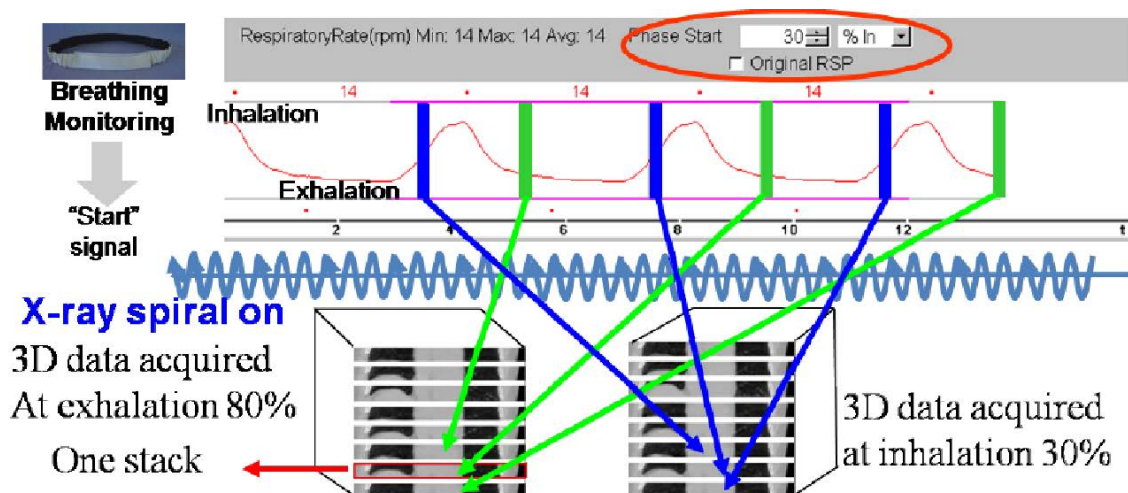 RespiratoryRate(rpm) Min: 14 Max: 14 Avg: 14 Phase Start 30 % In
Original RSP
Breathing
Monitoring
14 14 14
Inhalation
Exhalation
“Start”
signal
2 4 6 8 10 12 t
X-ray spiral on
3D data acquired
At exhalation 80%
One stack
3D data acquired
at inhalation 30%